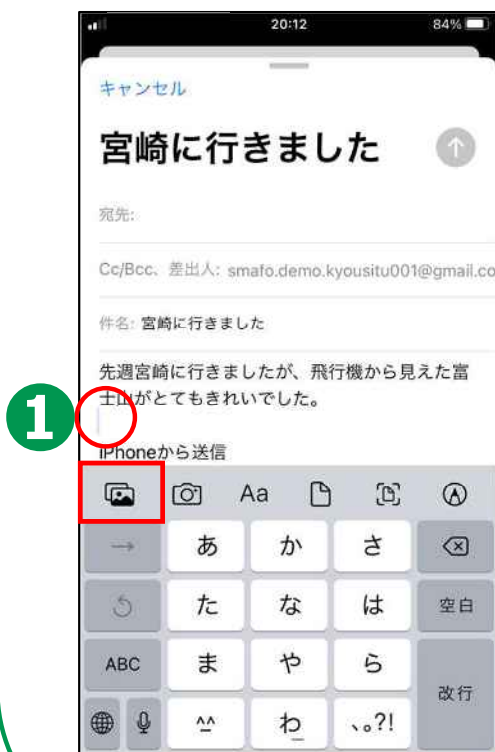 20:12
84%
キャンセル
宮崎に行きました
宛先:
Cc/Bcc、差出人: smafo.demo.kyousitu001@gmail.co
件名: 宮崎に行きました
先週宮崎に行きましたが、飛行機から見えた富
士山がとてもきれいでした。
1
iPhoneから送信
Aa
→ あ か さ
た な は 空白
ABC ま や ら
改行
^^ わ 、。?!